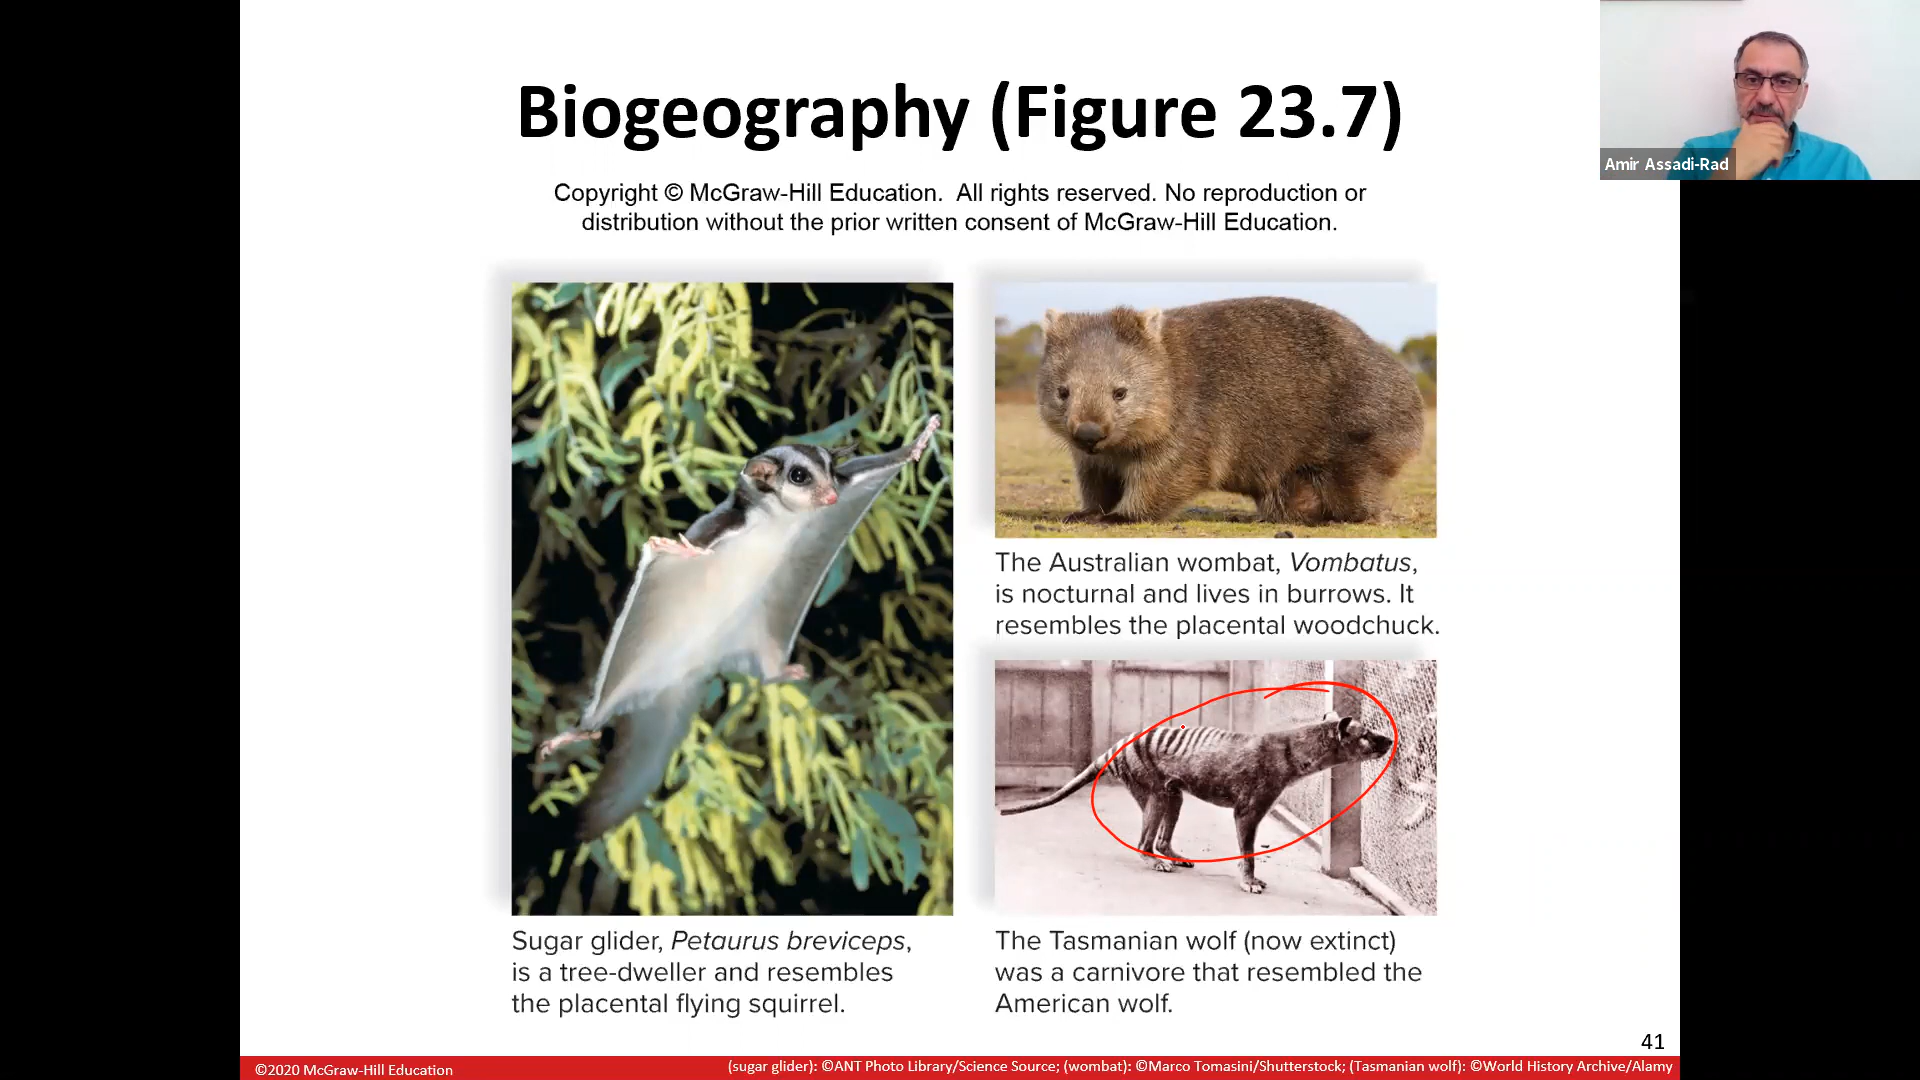 Biogeography (Figure 23.7)
Copyright © McGraw-Hill Education.  All rights reserved. No reproduction or
distribution without the prior written consent of McGraw-Hill Education.
Amir Assadi-Rad
The Australian wombat, Vombatus,
is nocturnal and lives in burrows. It
resembles the placental woodchuck.
Sugar glider, Petaurus breviceps,
is a tree-dweller and resembles
the placental flying squirrel.
The Tasmanian wolf (now extinct)
was a carnivore that resembled the
American wolf.
41
©2020 McGraw-Hill Education
(sugar glider): ©ANT Photo Library/Science Source; (wombat): ©Marco Tomasini/Shutterstock; (Tasmanian wolf): ©World History Archive/Alamy